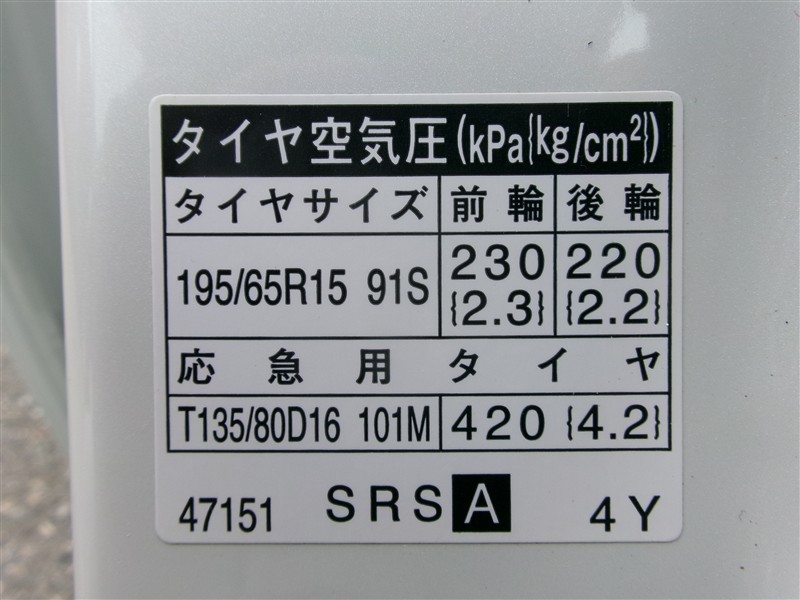 タイヤ空気圧(kPa{kg/cm²})
タイヤサイズ 前輪 後輪
195/65R15 91S 230 {2.3} 220 {2.2}
応急用タイヤ
T135/80D16 101M 420 {4.2}
47151 SRS A 4Y